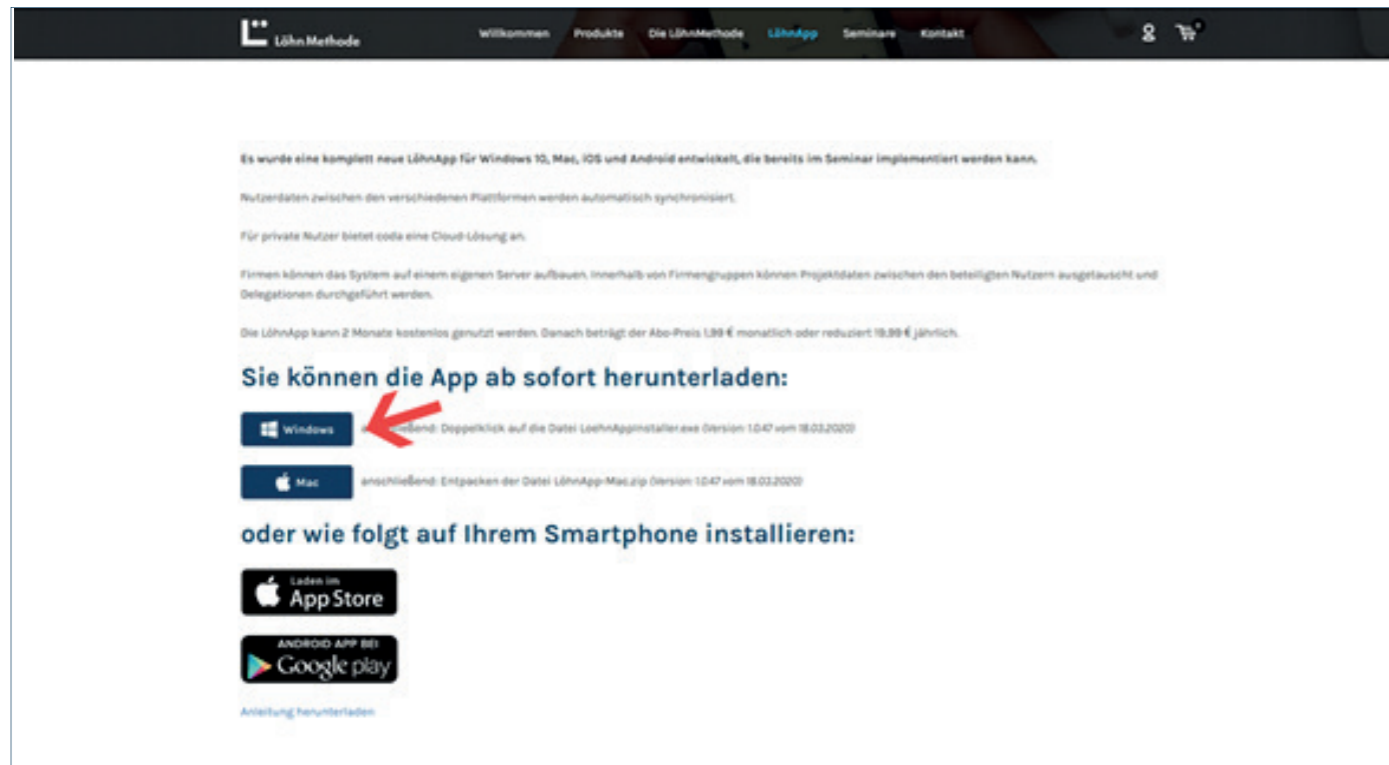 Löhn Methode
Willkommen Produkte Die LöhnMethode LöhnApp Seminare Kontakt
0
Es wurde eine komplett neue LöhnApp für Windows 10, Mac, iOS und Android entwickelt, die bereits im Seminar implementiert werden kann.
Nutzerdaten zwischen den verschiedenen Plattformen werden automatisch synchronisiert.
Für private Nutzer bietet coda eine Cloud-Lösung an.
Firmen können das System auf einem eigenen Server aufbauen. Innerhalb von Firmengruppen können Projektdaten zwischen den beteiligten Nutzern ausgetauscht und
Delegationen durchgeführt werden.
Die LöhnApp kann 2 Monate kostenlos genutzt werden. Danach beträgt der Abo-Preis 1,99 € monatlich oder reduziert 19,99 € jährlich.
Sie können die App ab sofort herunterladen:
Windows
Doppelklick auf die Datei LoehnAppInstaller.exe (Version: 1.0.47 vom 18.03.2020)
Mac
anschließend: Entpacken der Datei LöhnApp-Mac.zip (Version: 1.0.47 vom 18.03.2020)
oder wie folgt auf Ihrem Smartphone installieren:
Laden im
App Store
ANDROID APP BEI
Google play
Anleitung herunterladen